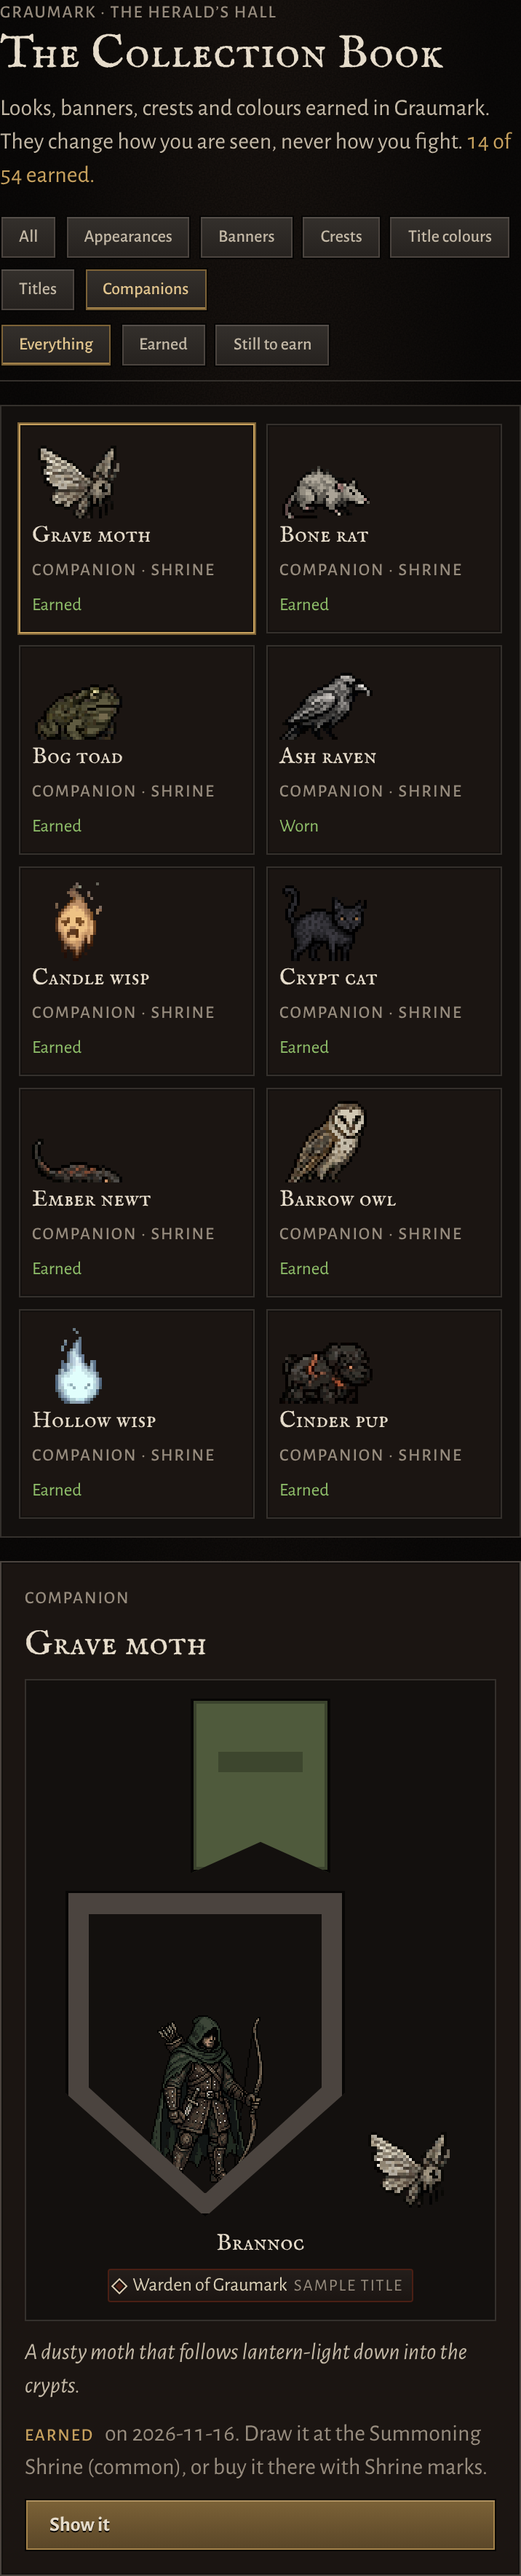 GRAUMARK · THE HERALD'S HALL
The Collection Book
Looks, banners, crests and colours earned in Graumark.
They change how you are seen, never how you fight. 14 of
54 earned.
All Appearances Banners Crests Title colours
Titles Companions
Everything Earned Still to earn
Grave moth Bone rat
COMPANION · SHRINE COMPANION · SHRINE
Earned Earned
Bog toad Ash raven
COMPANION · SHRINE COMPANION · SHRINE
Earned Worn
Candle wisp Crypt cat
COMPANION · SHRINE COMPANION · SHRINE
Earned Earned
Ember newt Barrow owl
COMPANION · SHRINE COMPANION · SHRINE
Earned Earned
Hollow wisp Cinder pup
COMPANION · SHRINE COMPANION · SHRINE
Earned Earned
COMPANION
Grave moth
Brannoc
Warden of Graumark SAMPLE TITLE
A dusty moth that follows lantern-light down into the
crypts.
EARNED on 2026-11-16. Draw it at the Summoning
Shrine (common), or buy it there with Shrine marks.
Show it